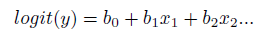 logit(y) = b₀ + b₁x₁ + b₂x₂...